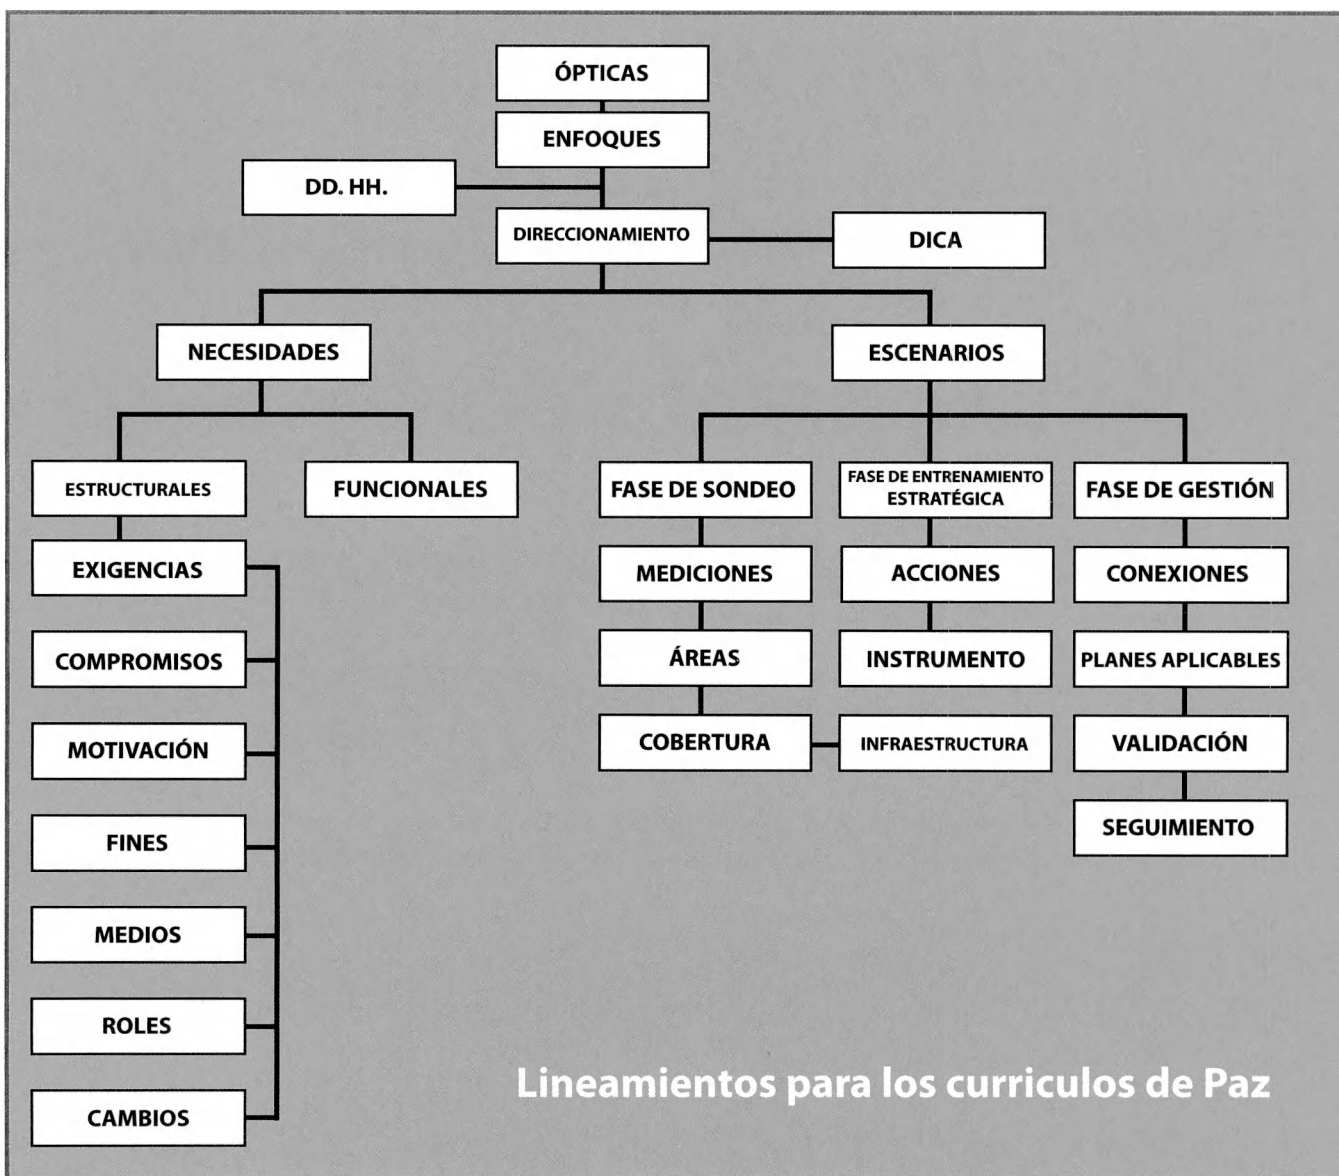 ÓPTICAS
ENFOQUES
DD. HH.
DIRECCIONAMIENTO
DICA
NECESIDADES
ESCENARIOS
ESTRUCTURALES
FUNCIONALES
FASE DE SONDEO
FASE DE ENTRENAMIENTO
ESTRATÉGICA
FASE DE GESTIÓN
EXIGENCIAS
MEDICIONES
ACCIONES
CONEXIONES
COMPROMISOS
ÁREAS
INSTRUMENTO
PLANES APLICABLES
MOTIVACIÓN
COBERTURA
INFRAESTRUCTURA
VALIDACIÓN
FINES
SEGUIMIENTO
MEDIOS
ROLES
CAMBIOS
Lineamientos para los curriculos de Paz